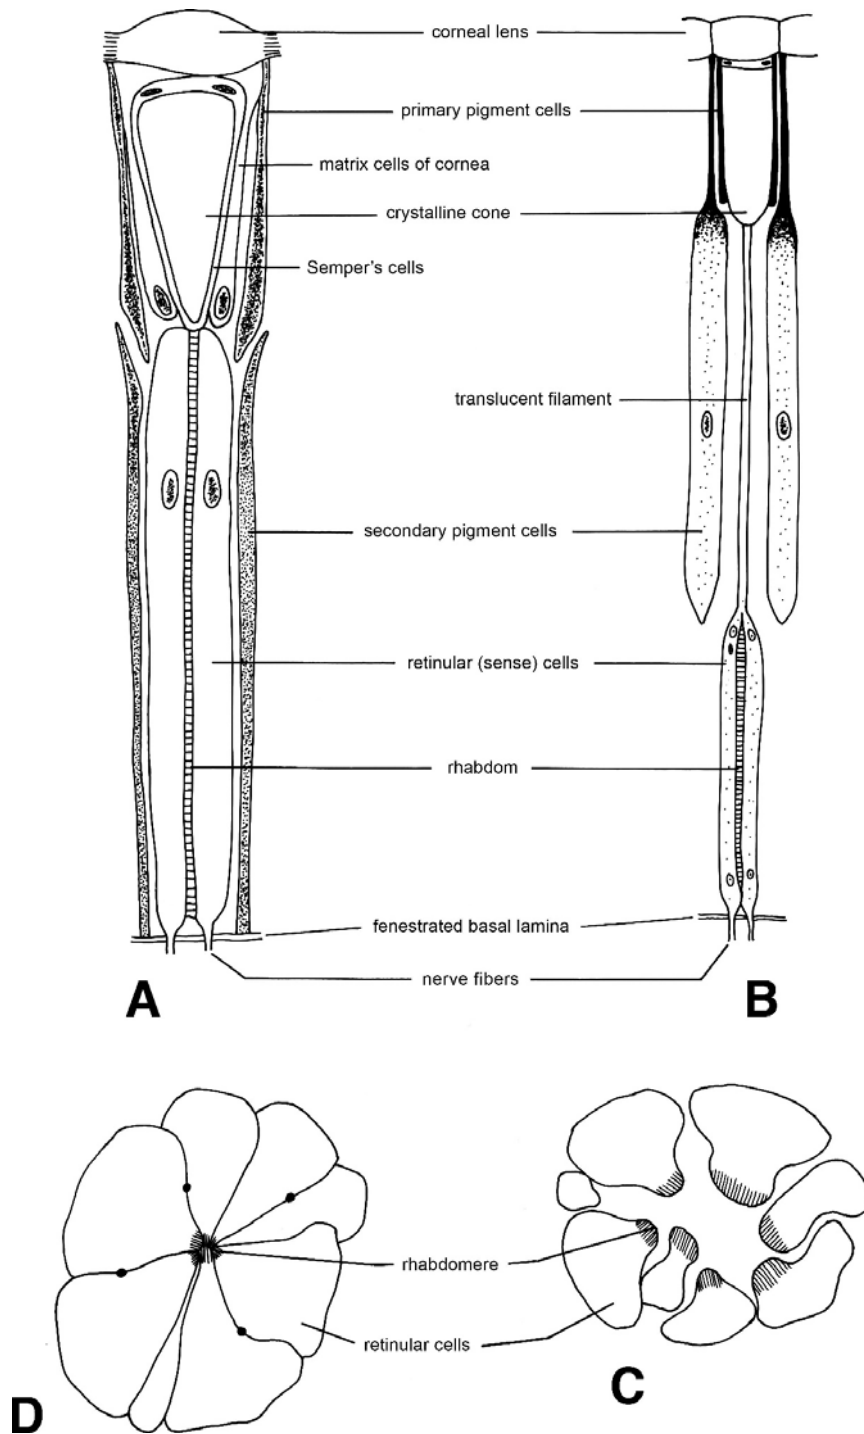 corneal lens
primary pigment cells
matrix cells of cornea
crystalline cone
Semper's cells
translucent filament
secondary pigment cells
retinular (sense) cells
rhabdom
fenestrated basal lamina
nerve fibers
A
B
rhabdomere
retinular cells
D
C